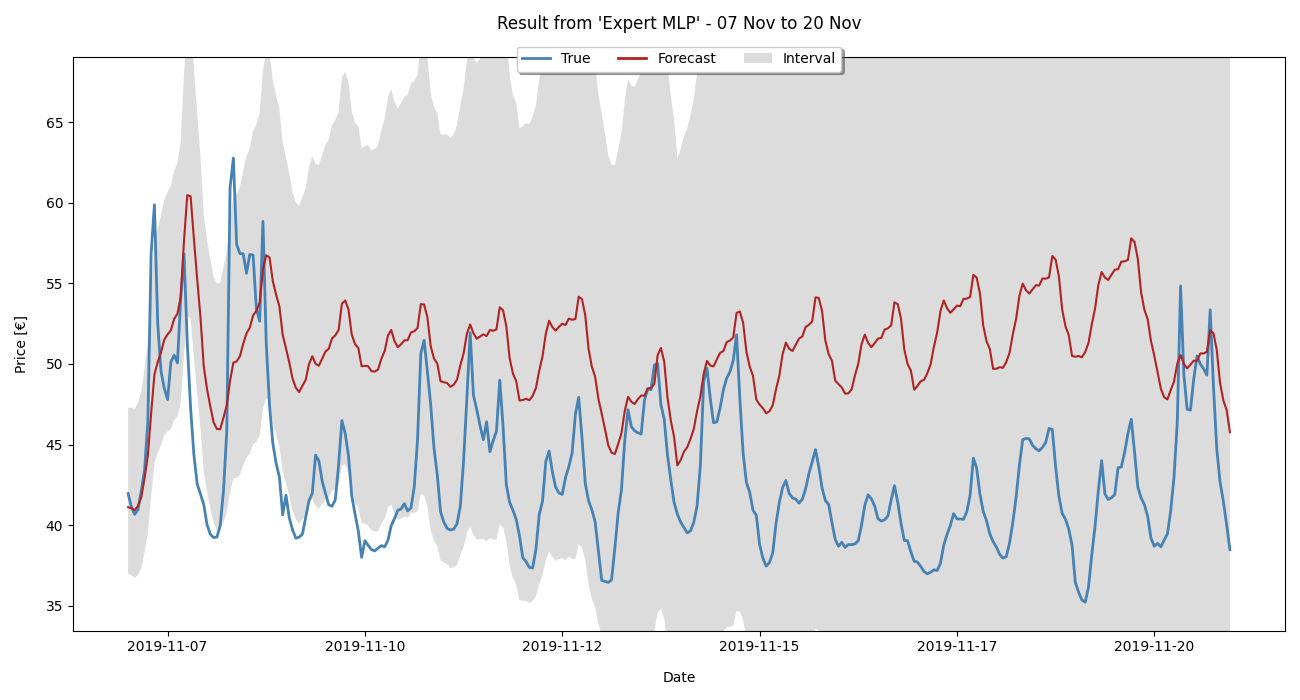 Result from 'Expert MLP' - 07 Nov to 20 Nov
True Forecast Interval
Price [€]
65
60
55
50
45
40
35
2019-11-07 2019-11-10 2019-11-12 2019-11-15 2019-11-17 2019-11-20
Date